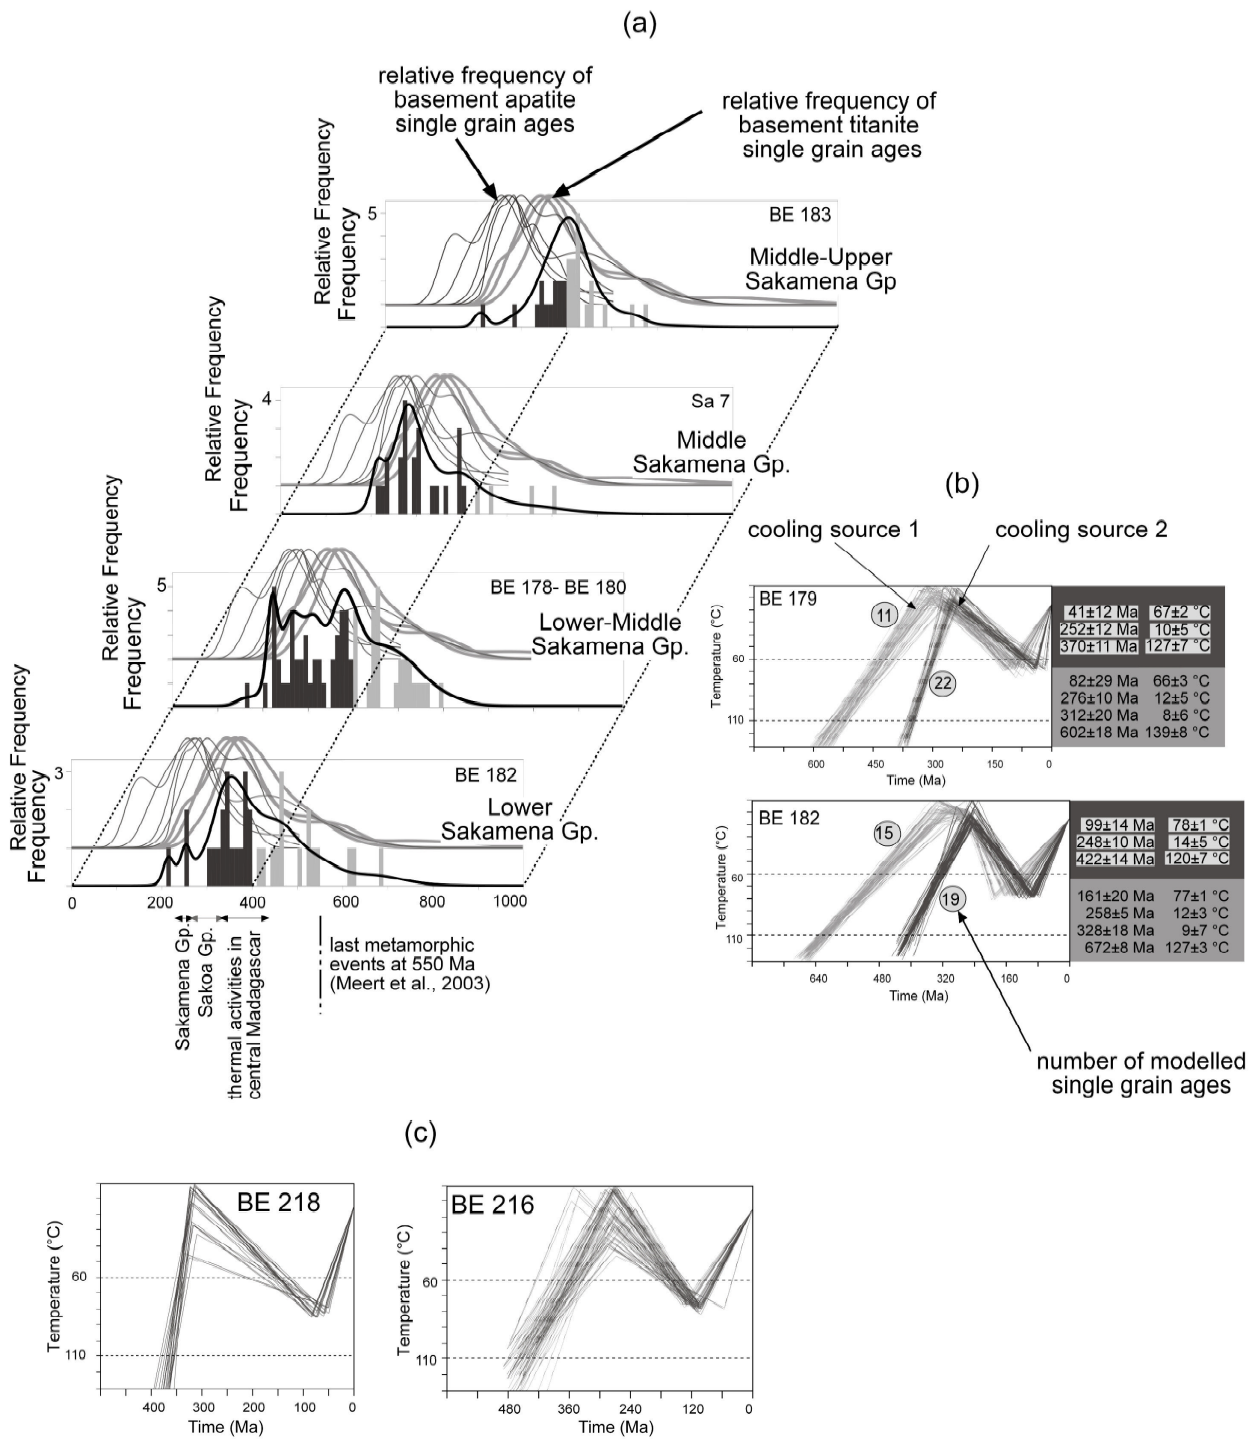 (a)
relative frequency of
basement apatite
single grain ages
relative frequency of
basement titanite
single grain ages
Relative Frequency
Frequency
5
BE 183
Middle-Upper
Sakamena Gp
Relative Frequency
Frequency
4
Sa 7
Middle
Sakamena Gp.
Relative Frequency
Frequency
5
BE 178- BE 180
Lower-Middle
Sakamena Gp.
Relative Frequency
Frequency
3
BE 182
Lower
Sakamena Gp.
0
200
400
600
800
1000
Sakamena Gp.
Sakoa Gp.
thermal activities in
central Madagascar
last metamorphic
events at 550 Ma
(Meert et al., 2003)
(b)
cooling source 1
cooling source 2
BE 179
11
22
Temperature (°C)
60
110
600
450
300
150
0
Time (Ma)
41±12 Ma 67±2 °C
252±12 Ma 10±5 °C
370±11 Ma 127±7 °C
82±29 Ma 66±3 °C
276±10 Ma 12±5 °C
312±20 Ma 8±6 °C
602±18 Ma 139±8 °C
BE 182
15
19
Temperature (°C)
60
110
640
480
320
160
0
Time (Ma)
99±14 Ma 78±1 °C
248±10 Ma 14±5 °C
422±14 Ma 120±7 °C
161±20 Ma 77±1 °C
258±5 Ma 12±3 °C
328±18 Ma 9±7 °C
672±8 Ma 127±3 °C
number of modelled
single grain ages
(c)
BE 218
Temperature (°C)
60
110
400
300
200
100
0
Time (Ma)
BE 216
Temperature (°C)
60
110
480
360
240
120
0
Time (Ma)